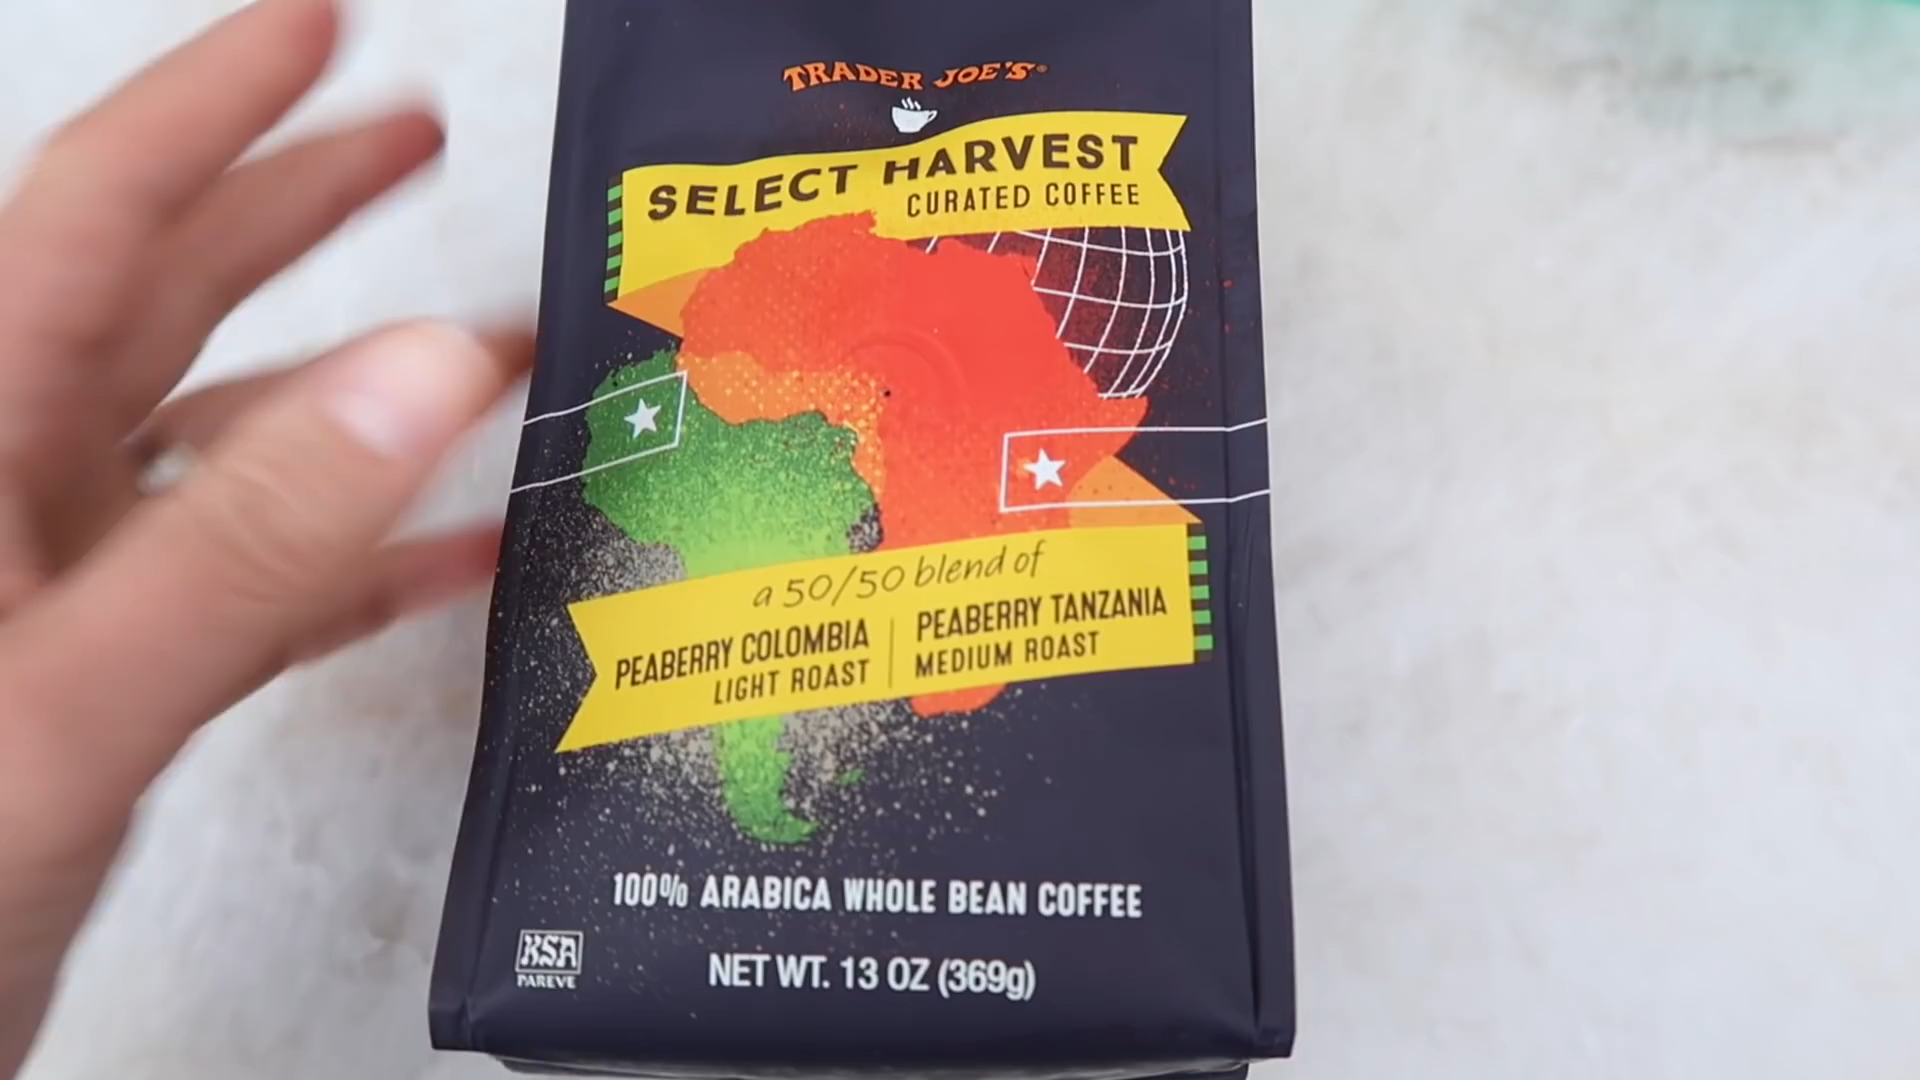 TRADER JOE'S®
SELECT HARVEST
CURATED COFFEE
a 50/50 blend of
PEABERRY COLOMBIA
LIGHT ROAST
PEABERRY TANZANIA
MEDIUM ROAST
100% ARABICA WHOLE BEAN COFFEE
KSA
PAREVE
NET WT. 13 OZ (369g)